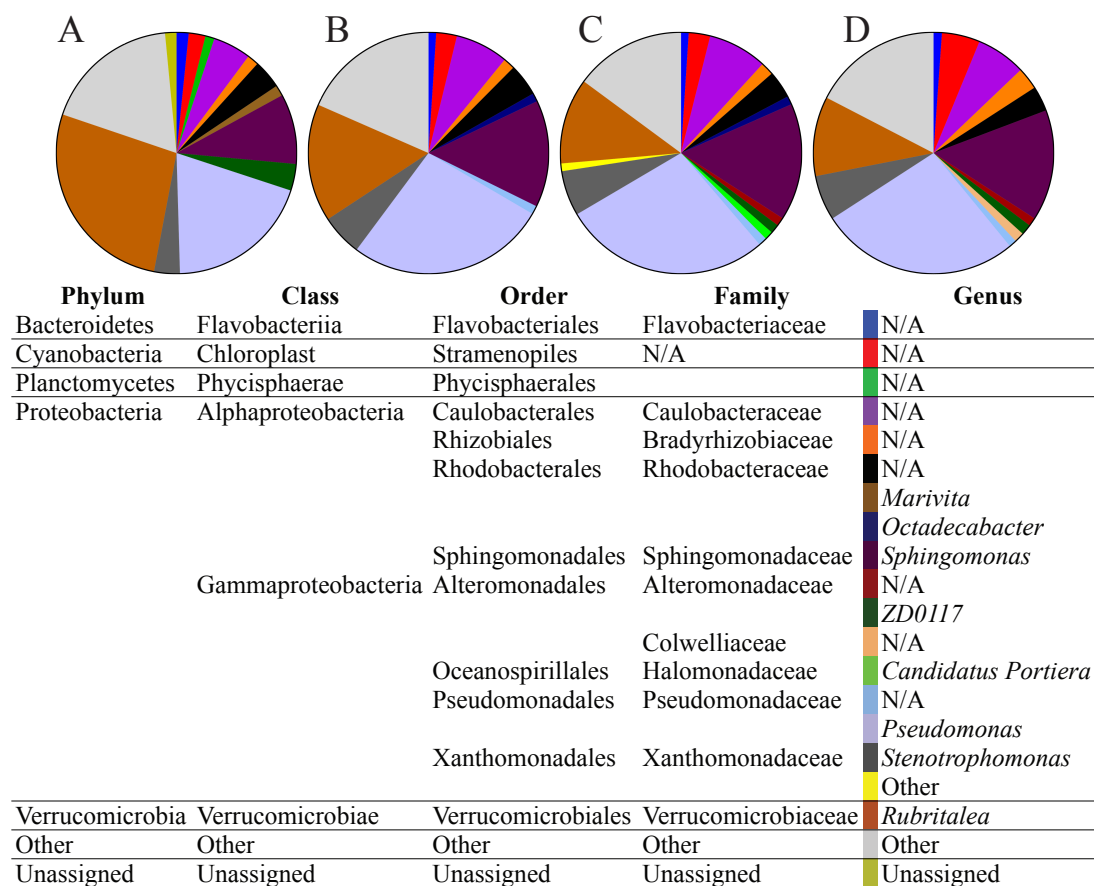 A B C D
Phylum Class Order Family Genus
Bacteroidetes Flavobacteriia Flavobacteriales Flavobacteriaceae N/A
Cyanobacteria Chloroplast Stramenopiles N/A N/A
Planctomycetes Phycisphaerae Phycisphaerales N/A
Proteobacteria Alphaproteobacteria Caulobacterales Caulobacteraceae N/A
Rhizobiales Bradyrhizobiaceae N/A
Rhodobacterales Rhodobacteraceae N/A
Marivita
Octadecabacter
Sphingomonadales Sphingomonadaceae Sphingomonas
Gammaproteobacteria Alteromonadales Alteromonadaceae N/A
ZD0117
Colwelliaceae N/A
Oceanospirillales Halomonadaceae Candidatus Portiera
Pseudomonadales Pseudomonadaceae N/A
Pseudomonas
Xanthomonadales Xanthomonadaceae Stenotrophomonas
Other
Verrucomicrobia Verrucomicrobiae Verrucomicrobiales Verrucomicrobiaceae Rubritalea
Other Other Other Other Other
Unassigned Unassigned Unassigned Unassigned Unassigned